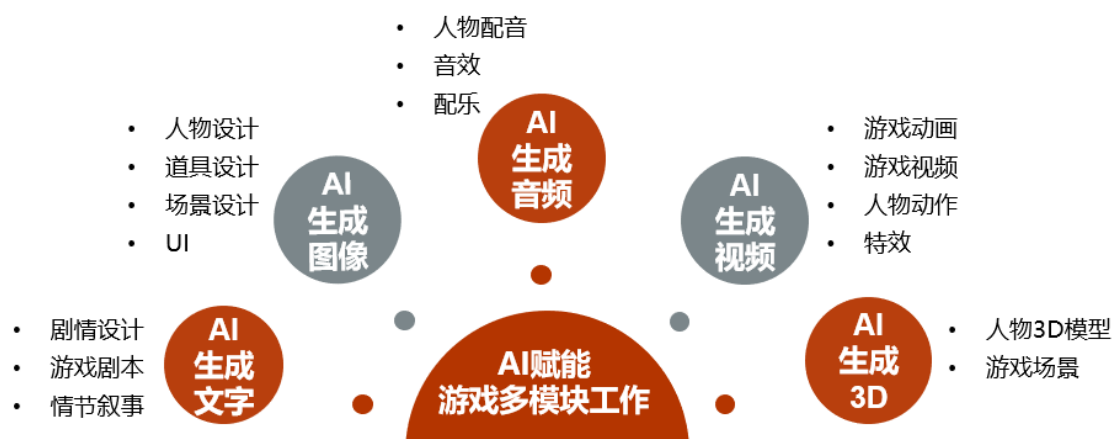 • 人物配音
• 音效
• 配乐
AI
生成
音频
• 人物设计
• 道具设计
• 场景设计
• UI
AI
生成
图像
AI
生成
视频
• 游戏动画
• 游戏视频
• 人物动作
• 特效
• 剧情设计
• 游戏剧本
• 情节叙事
AI
生成
文字
AI赋能
游戏多模块工作
AI
生成
3D
• 人物3D模型
• 游戏场景